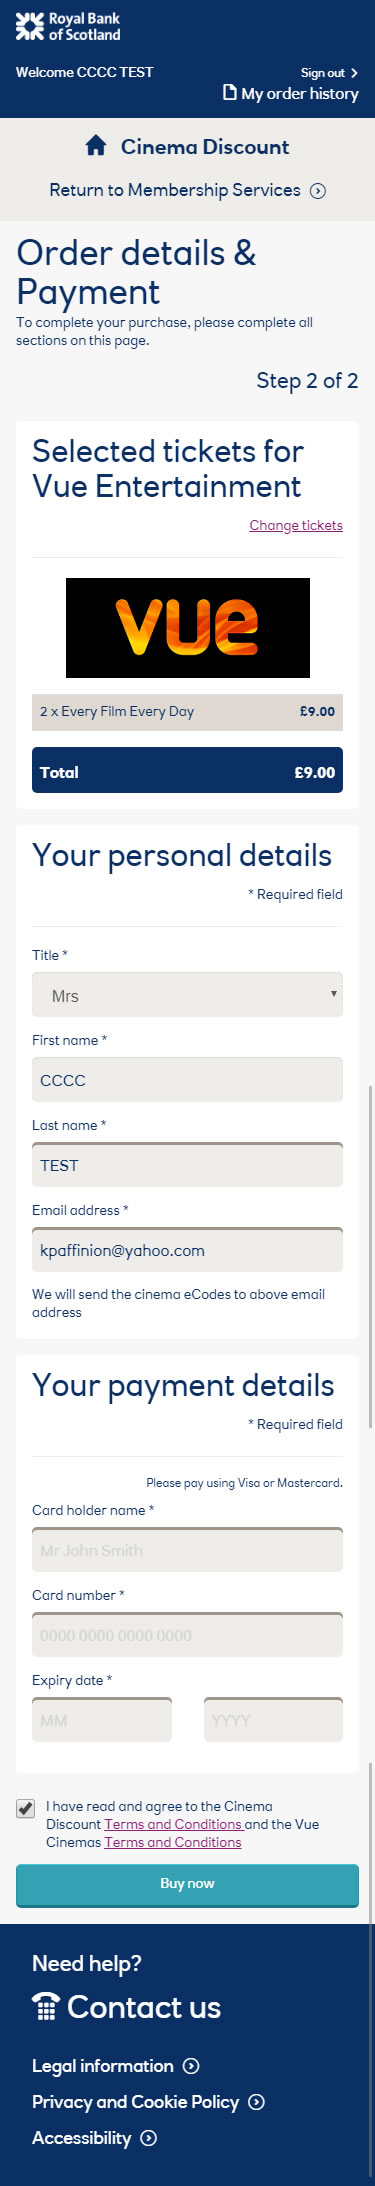 Royal Bank
of Scotland
Welcome CCCC TEST
Sign out
My order history
Cinema Discount
Return to Membership Services
Order details &
Payment
To complete your purchase, please complete all
sections on this page.
Step 2 of 2
Selected tickets for
Vue Entertainment
Change tickets
vue
2 x Every Film Every Day £9.00
Total £9.00
Your personal details
* Required field
Title *
Mrs
First name *
CCCC
Last name *
TEST
Email address *
kpaffinion@yahoo.com
We will send the cinema eCodes to above email
address
Your payment details
* Required field
Please pay using Visa or Mastercard.
Card holder name *
Mr John Smith
Card number *
0000 0000 0000 0000
Expiry date *
MM YYYY
I have read and agree to the Cinema
Discount Terms and Conditions and the Vue
Cinemas Terms and Conditions
Buy now
Need help?
Contact us
Legal information
Privacy and Cookie Policy
Accessibility